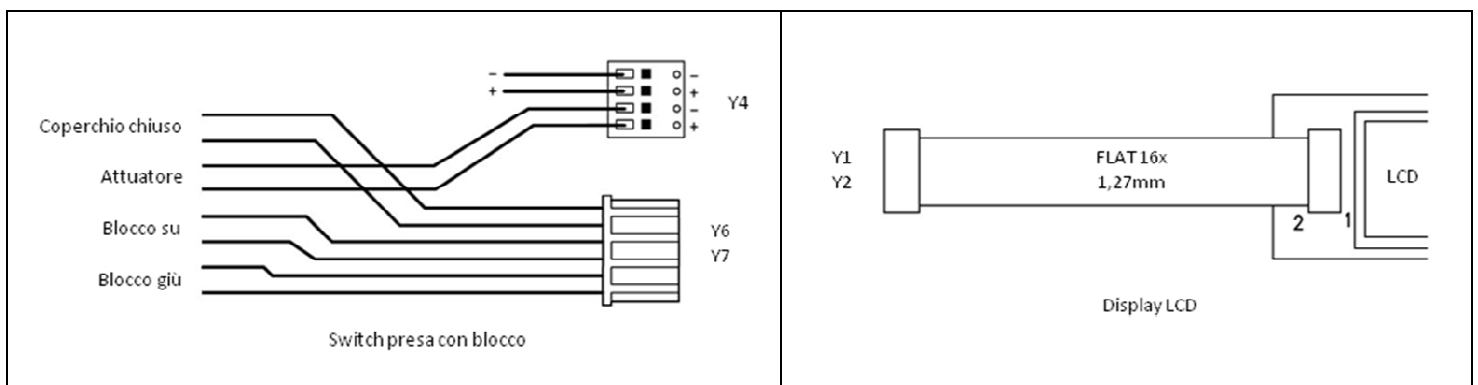 −
−
+
+
Y4
Coperchio chiuso
−
+
Attuatore
Blocco su
Y6
Blocco giù
Y7
Switch presa con blocco
Y1
FLAT 16x
Y2
1,27mm
LCD
2
1
Display LCD